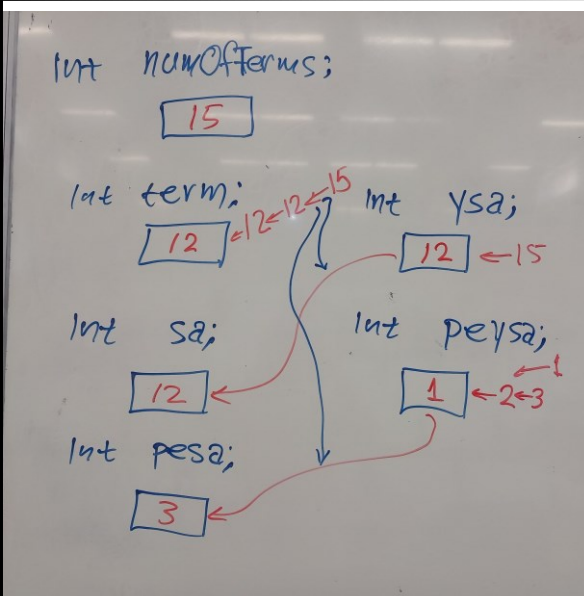 int numOfTerms;
15
int term;
12 ←12←12←15
int ysa;
12 ←15
int sa;
12
int peysa;
←1
1 ←2←3
int pesa;
3